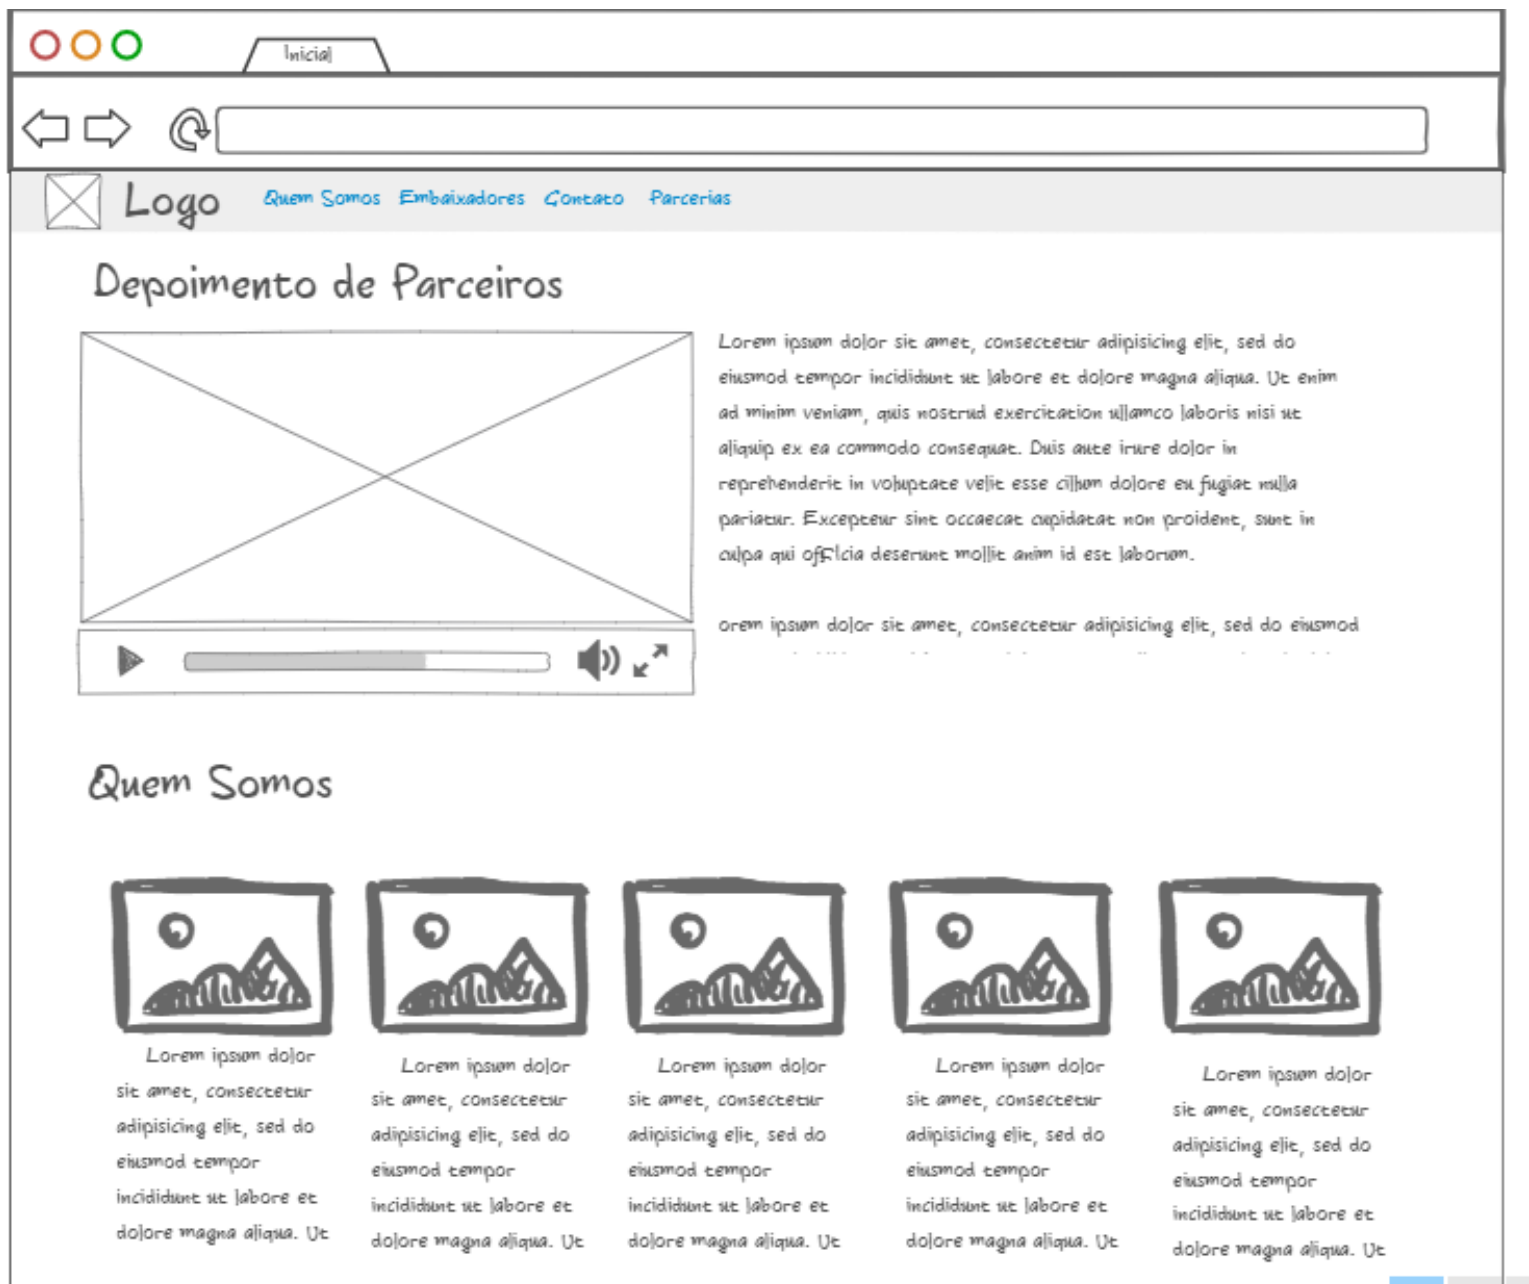 Inicial
Logo
Quem Somos Embaixadores Contato Parcerias
Depoimento de Parceiros
Lorem ipsum dolor sit amet, consectetur adipisicing elit, sed do
eiusmod tempor incididunt ut labore et dolore magna aliqua. Ut enim
ad minim veniam, quis nostrud exercitation ullamco laboris nisi ut
aliquip ex ea commodo consequat. Duis aute irure dolor in
reprehenderit in voluptate velit esse cillum dolore eu fugiat nulla
pariatur. Excepteur sint occaecat cupidatat non proident, sunt in
culpa qui officia deserunt mollit anim id est laborum.
orem ipsum dolor sit amet, consectetur adipisicing elit, sed do eiusmod
Quem Somos
Lorem ipsum dolor
sit amet, consectetur
adipisicing elit, sed do
eiusmod tempor
incididunt ut labore et
dolore magna aliqua. Ut
Lorem ipsum dolor
sit amet, consectetur
adipisicing elit, sed do
eiusmod tempor
incididunt ut labore et
dolore magna aliqua. Ut
Lorem ipsum dolor
sit amet, consectetur
adipisicing elit, sed do
eiusmod tempor
incididunt ut labore et
dolore magna aliqua. Ut
Lorem ipsum dolor
sit amet, consectetur
adipisicing elit, sed do
eiusmod tempor
incididunt ut labore et
dolore magna aliqua. Ut
Lorem ipsum dolor
sit amet, consectetur
adipisicing elit, sed do
eiusmod tempor
incididunt ut labore et
dolore magna aliqua. Ut